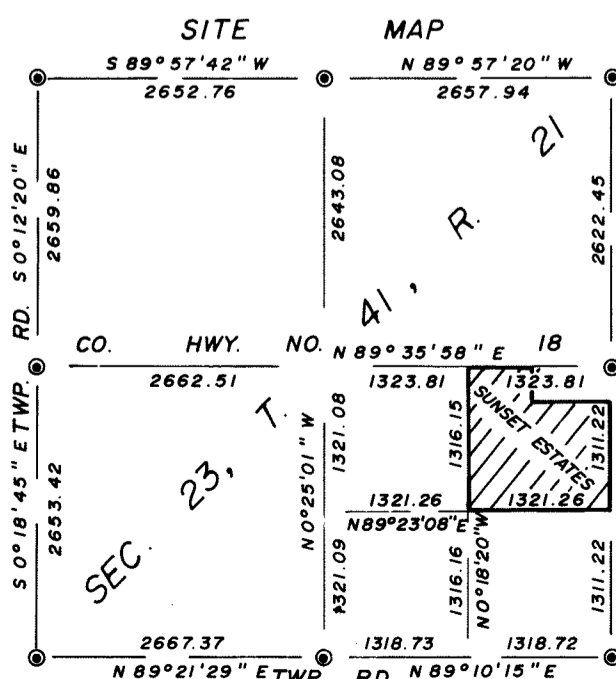 SITE MAP
S 89° 57' 42" W
N 89° 57' 20" W
2652.76
2657.94
RD. S 0° 12' 20" E
2659.86
2643.08
2622.45
SEC. 23, T. 41, R. 21
CO. HWY. NO. 18
N 89° 35' 58" E
2662.51
1323.81
1323.81
S 0° 18' 45" E TWP.
2653.42
N 0° 25' 01" W
1321.08
1316.15
SUNSET ESTATES
1311.22
1321.26
1321.26
N 89° 23' 08" E
1321.09
1316.16
N 0° 18' 20" W
1311.22
2667.37
1318.73
1318.72
N 89° 21' 29" E TWP. RD. N 89° 10' 15" E